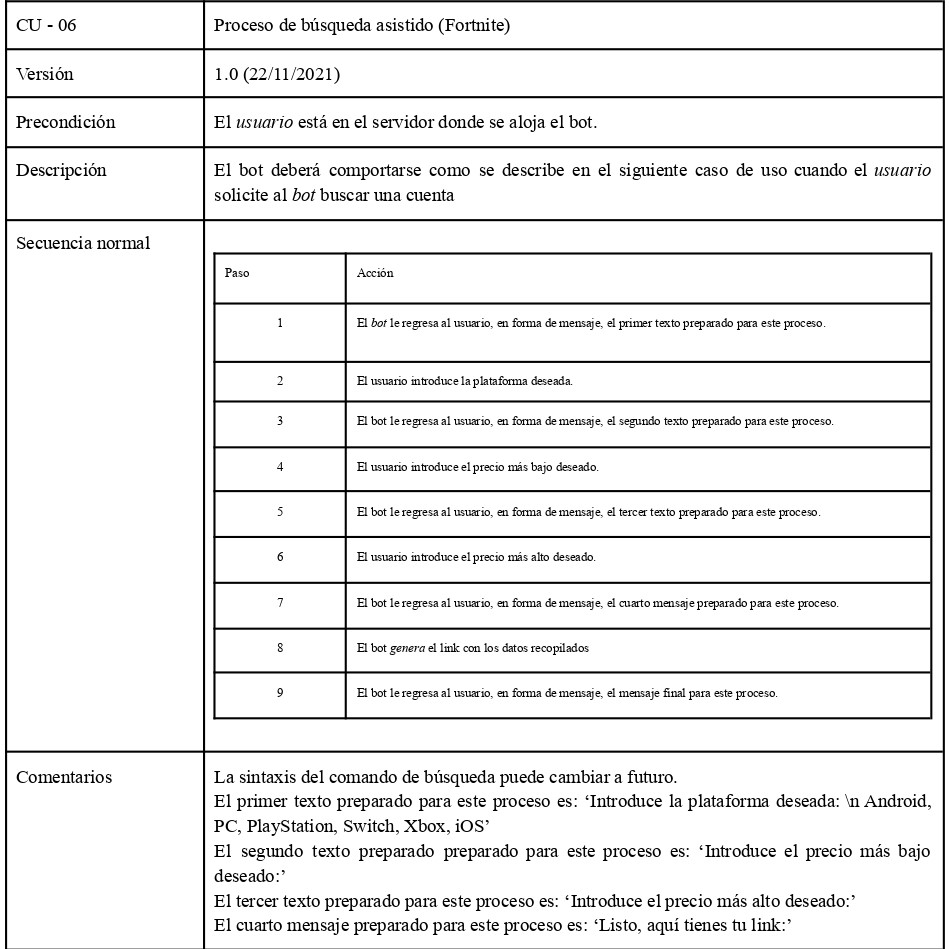 CU - 06
Proceso de búsqueda asistido (Fortnite)
Versión
1.0 (22/11/2021)
Precondición
El usuario está en el servidor donde se aloja el bot.
Descripción
El bot deberá comportarse como se describe en el siguiente caso de uso cuando el usuario
solicite al bot buscar una cuenta
Secuencia normal
Paso
Acción
1
El bot le regresa al usuario, en forma de mensaje, el primer texto preparado para este proceso.
2
El usuario introduce la plataforma deseada.
3
El bot le regresa al usuario, en forma de mensaje, el segundo texto preparado para este proceso.
4
El usuario introduce el precio más bajo deseado.
5
El bot le regresa al usuario, en forma de mensaje, el tercer texto preparado para este proceso.
6
El usuario introduce el precio más alto deseado.
7
El bot le regresa al usuario, en forma de mensaje, el cuarto mensaje preparado para este proceso.
8
El bot genera el link con los datos recopilados
9
El bot le regresa al usuario, en forma de mensaje, el mensaje final para este proceso.
Comentarios
La sintaxis del comando de búsqueda puede cambiar a futuro.
El primer texto preparado para este proceso es: ‘Introduce la plataforma deseada: \n Android,
PC, PlayStation, Switch, Xbox, iOS’
El segundo texto preparado preparado para este proceso es: ‘Introduce el precio más bajo
deseado:’
El tercer texto preparado para este proceso es: ‘Introduce el precio más alto deseado:’
El cuarto mensaje preparado para este proceso es: ‘Listo, aquí tienes tu link:’